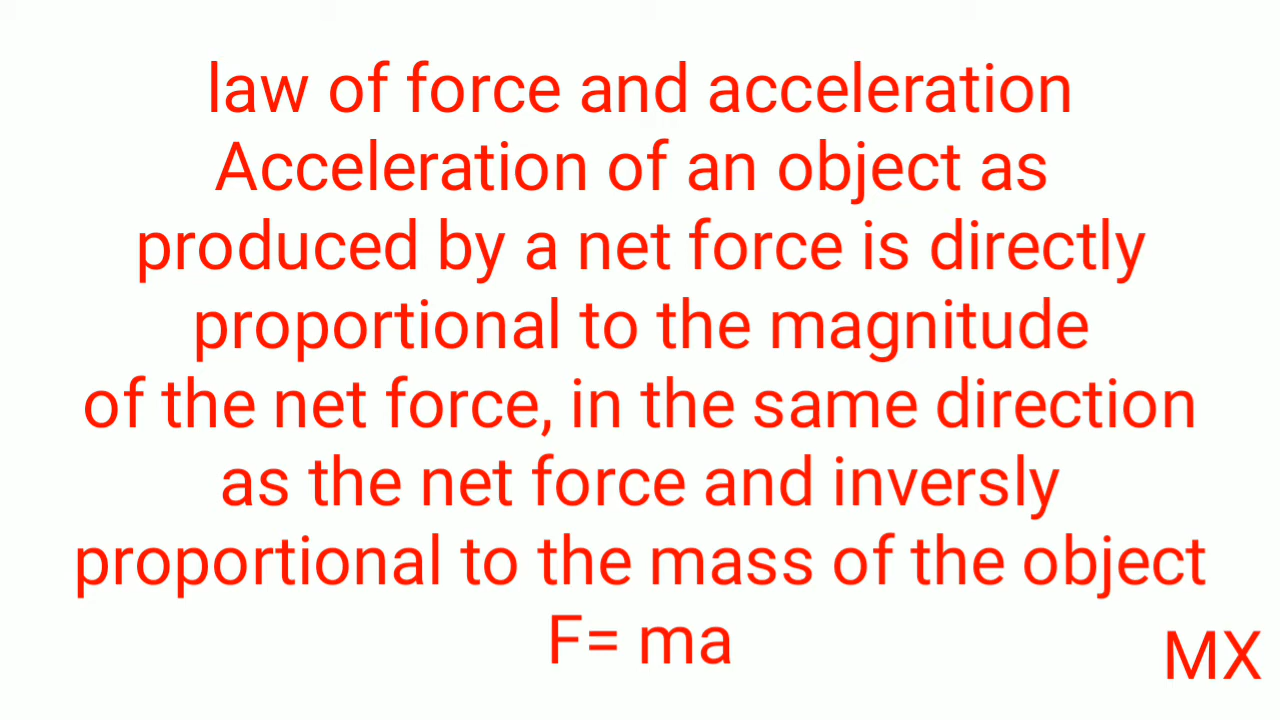 law of force and acceleration
Acceleration of an object as
produced by a net force is directly
proportional to the magnitude
of the net force, in the same direction
as the net force and inversly
proportional to the mass of the object
F= ma
MX